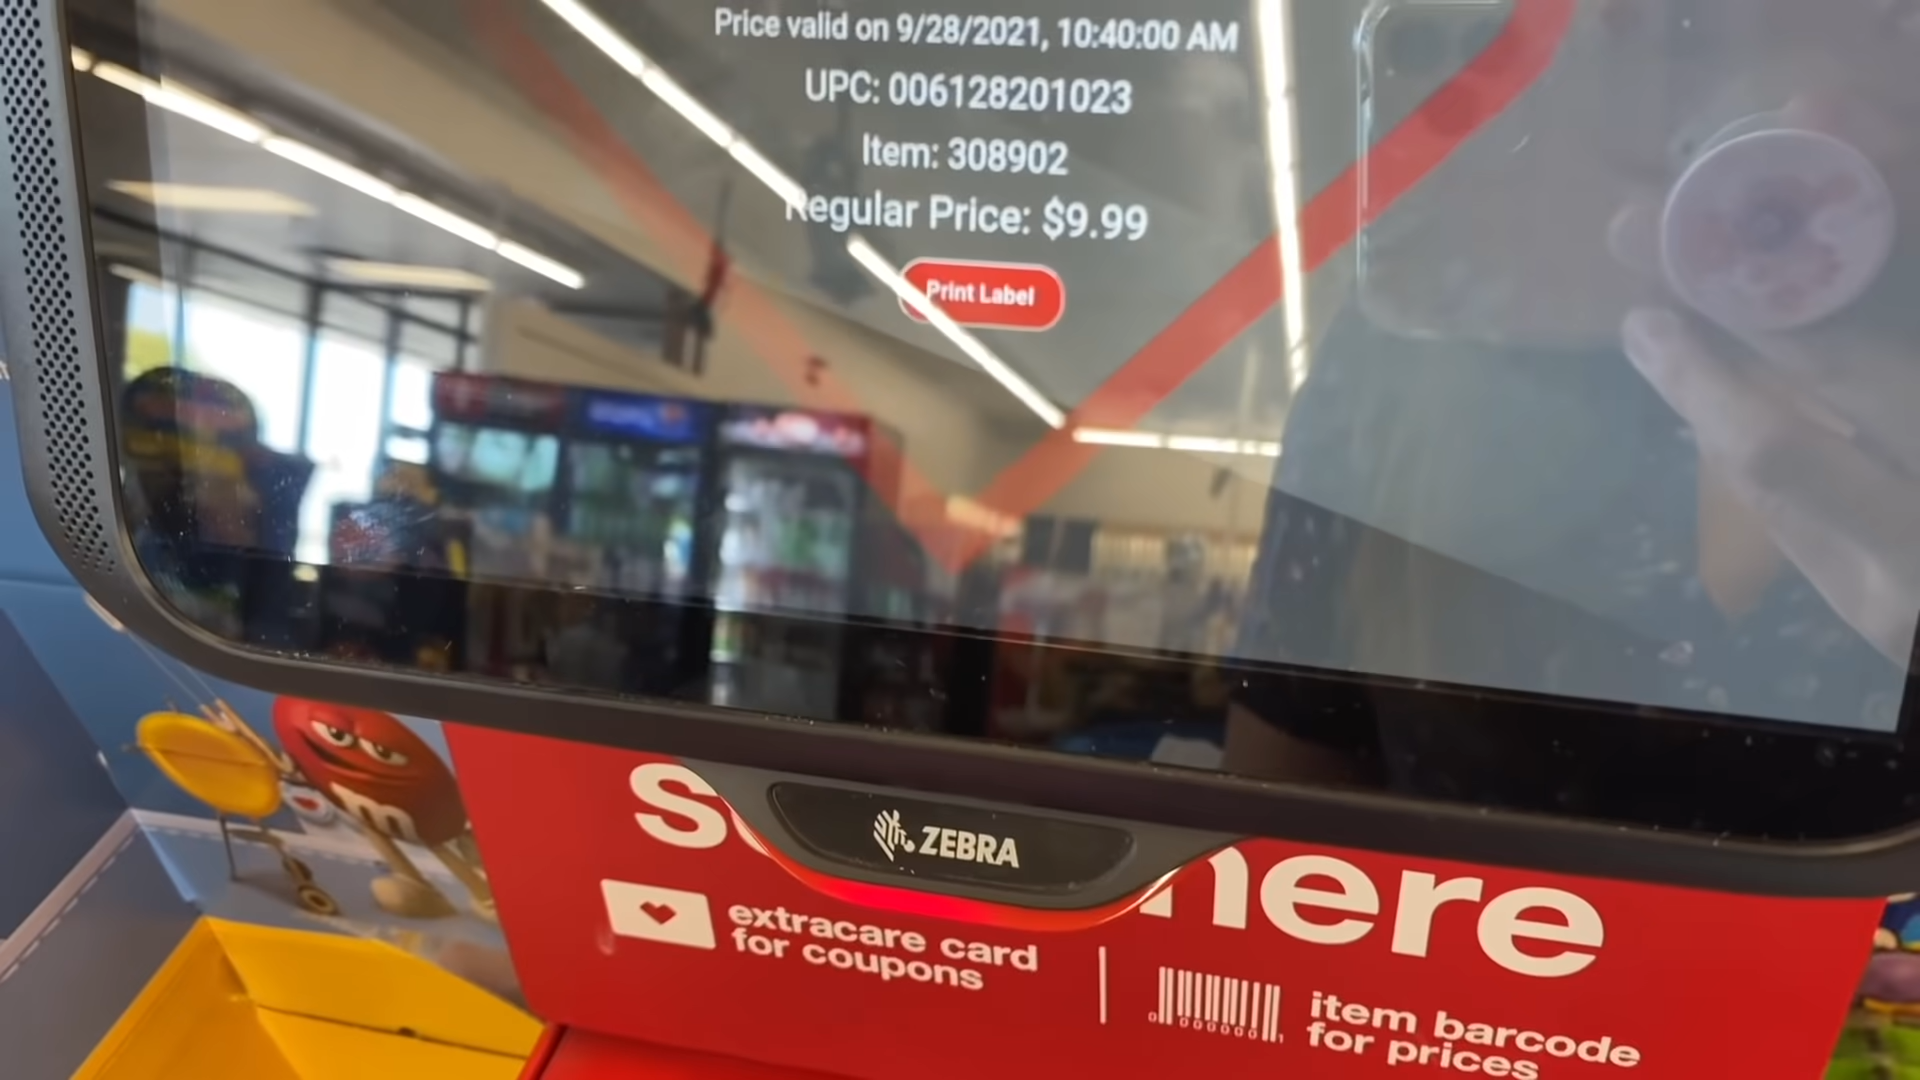 Price valid on 9/28/2021, 10:40:00 AM
UPC: 006128201023
Item: 308902
Regular Price: $9.99
Print Label
ZEBRA
here
extracare card
for coupons
item barcode
for prices
m